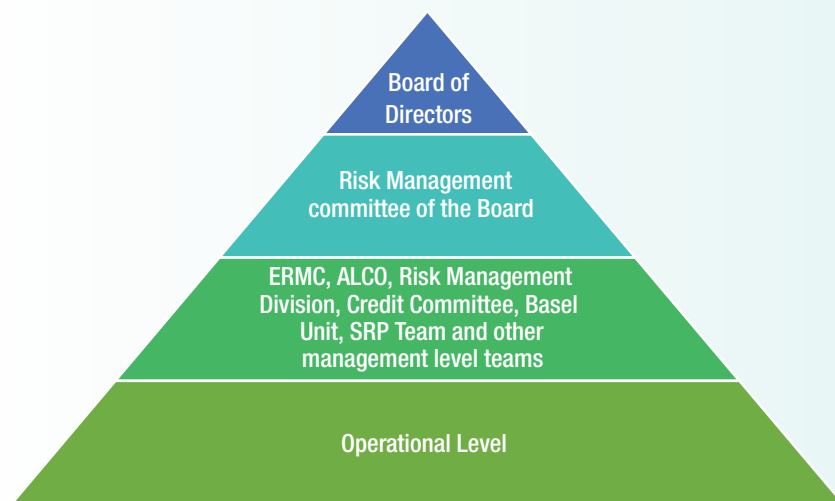 Board of
Directors
Risk Management
committee of the Board
ERMC, ALCO, Risk Management
Division, Credit Committee, Basel
Unit, SRP Team and other
management level teams
Operational Level